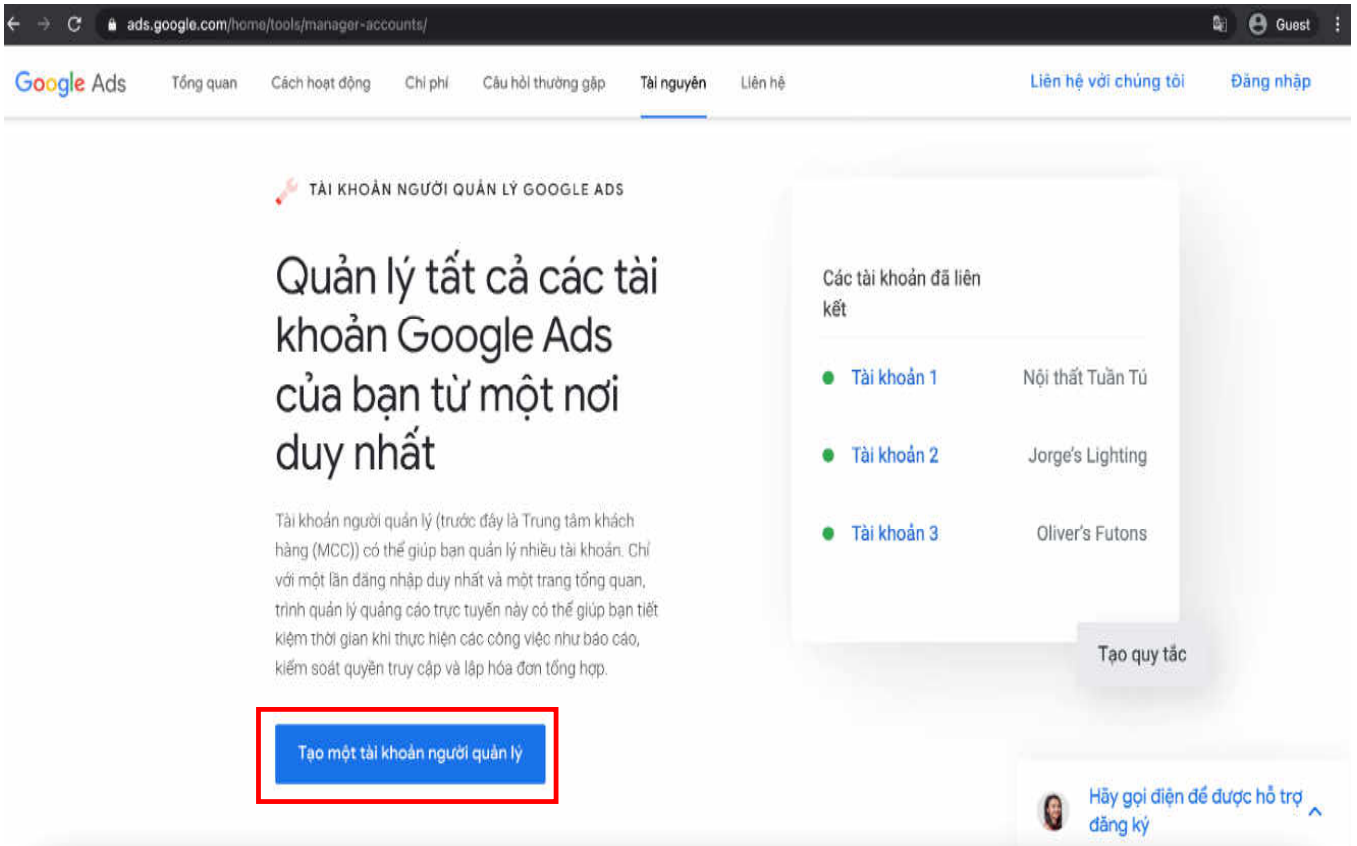 ads.google.com/home/tools/manager-accounts/
Guest
Google Ads
Tổng quan
Cách hoạt động
Chi phí
Câu hỏi thường gặp
Tài nguyên
Liên hệ
Liên hệ với chúng tôi
Đăng nhập
TÀI KHOẢN NGƯỜI QUẢN LÝ GOOGLE ADS
Quản lý tất cả các tài
khoản Google Ads
của bạn từ một nơi
duy nhất
Tài khoản người quản lý (trước đây là Trung tâm khách
hàng (MCC)) có thể giúp bạn quản lý nhiều tài khoản. Chỉ
với một lần đăng nhập duy nhất và một trang tổng quan,
trình quản lý quảng cáo trực tuyến này có thể giúp bạn tiết
kiệm thời gian khi thực hiện các công việc như báo cáo,
kiểm soát quyền truy cập và lập hóa đơn tổng hợp.
Tạo một tài khoản người quản lý
Các tài khoản đã liên
kết
Tài khoản 1 Nội thất Tuấn Tú
Tài khoản 2 Jorge's Lighting
Tài khoản 3 Oliver's Futons
Tạo quy tắc
Hãy gọi điện để được hỗ trợ
đăng ký